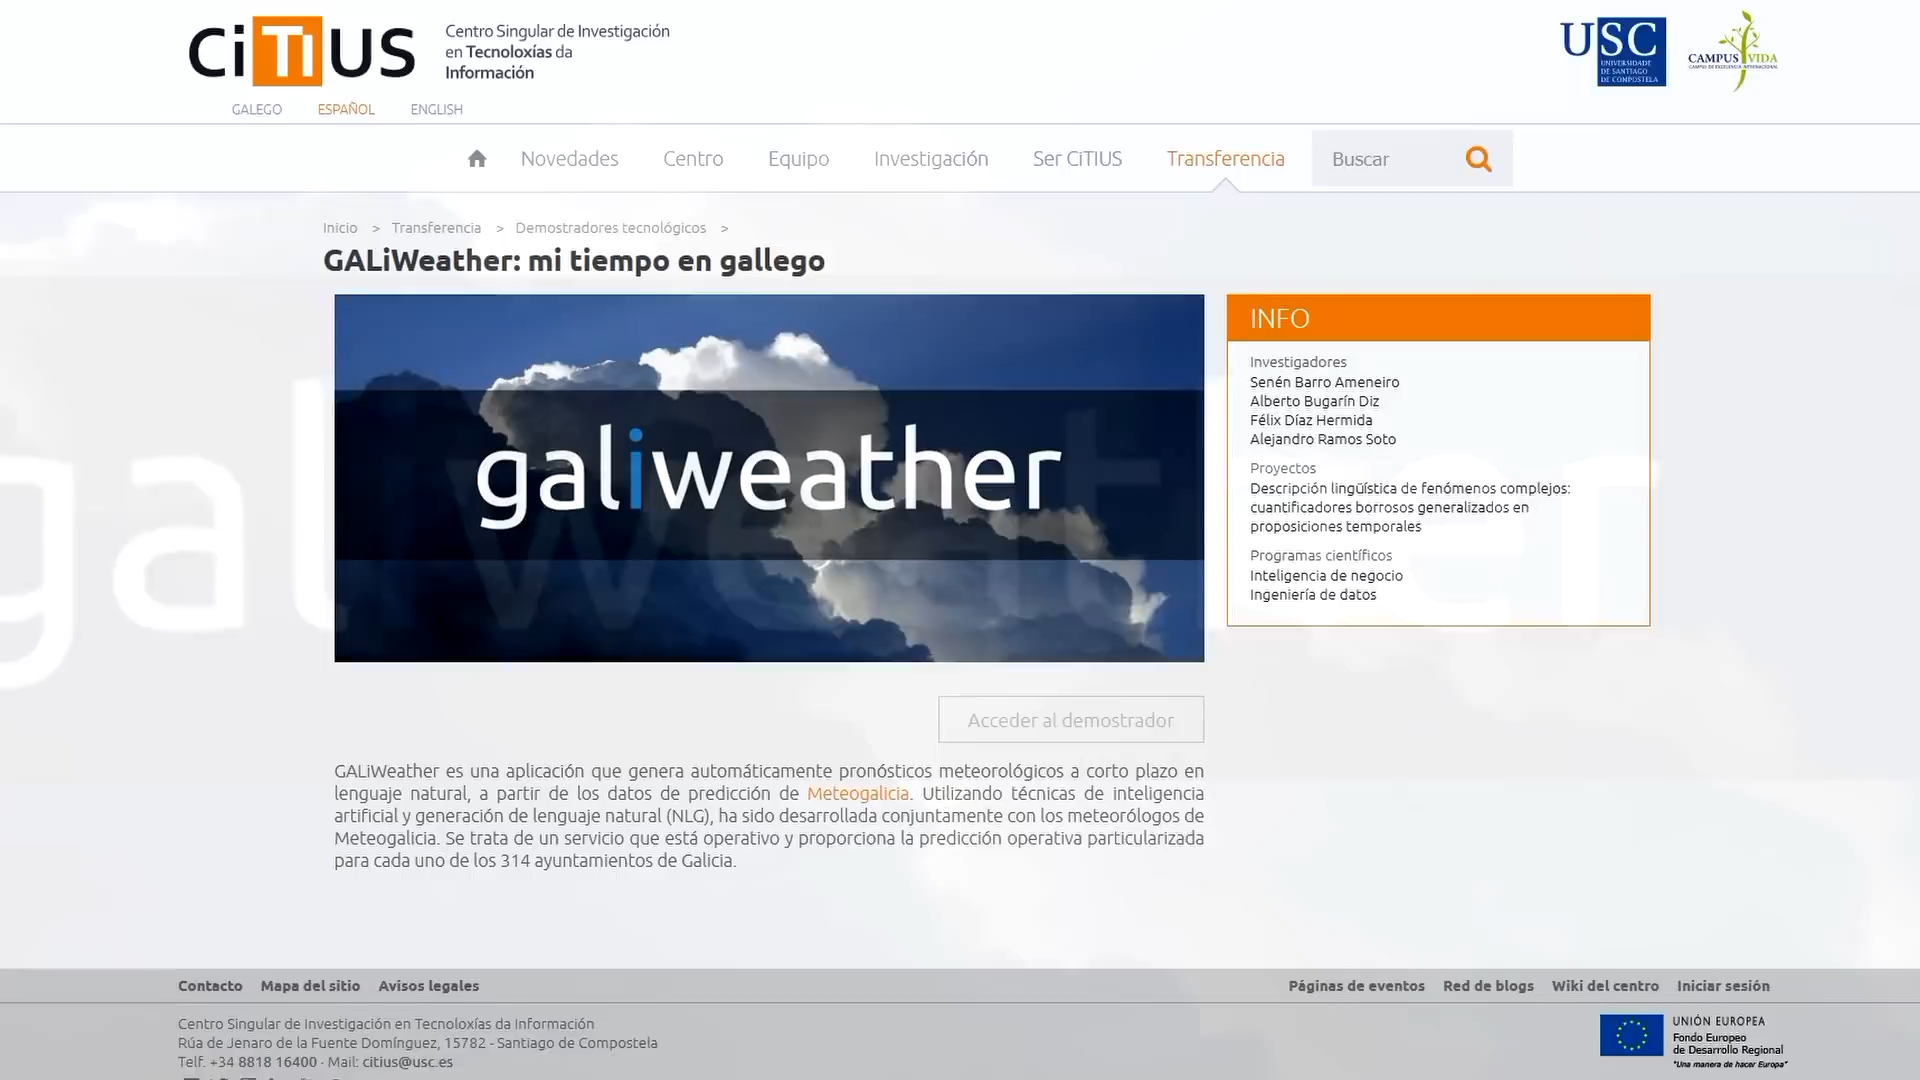 CiTIUS
Centro Singular de Investigación
en Tecnoloxías da
Información
USC
UNIVERSIDADE
DE SANTIAGO
DE COMPOSTELA
CAMPUS VIDA
CAMPUS DE EXCELENCIA INTERNACIONAL
GALEGO ESPAÑOL ENGLISH
Novedades Centro Equipo Investigación Ser CiTIUS Transferencia Buscar
Inicio > Transferencia > Demostradores tecnológicos >
GALiWeather: mi tiempo en gallego
galiweather
INFO
Investigadores
Senén Barro Ameneiro
Alberto Bugarín Diz
Félix Díaz Hermida
Alejandro Ramos Soto
Proyectos
Descripción lingüística de fenómenos complejos:
cuantificadores borrosos generalizados en
proposiciones temporales
Programas científicos
Inteligencia de negocio
Ingeniería de datos
galiweather
Acceder al demostrador
GALiWeather es una aplicación que genera automáticamente pronósticos meteorológicos a corto plazo en
lenguaje natural, a partir de los datos de predicción de Meteogalicia. Utilizando técnicas de inteligencia
artificial y generación de lenguaje natural (NLG), ha sido desarrollada conjuntamente con los meteorólogos de
Meteogalicia. Se trata de un servicio que está operativo y proporciona la predicción operativa particularizada
para cada uno de los 314 ayuntamientos de Galicia.
Contacto Mapa del sitio Avisos legales
Páginas de eventos Red de blogs Wiki del centro Iniciar sesión
Centro Singular de Investigación en Tecnoloxías da Información
Rúa de Jenaro de la Fuente Domínguez, 15782 - Santiago de Compostela
Telf. +34 8818 16400 · Mail: citius@usc.es
UNIÓN EUROPEA
Fondo Europeo
de Desarrollo Regional
"Una manera de hacer Europa"